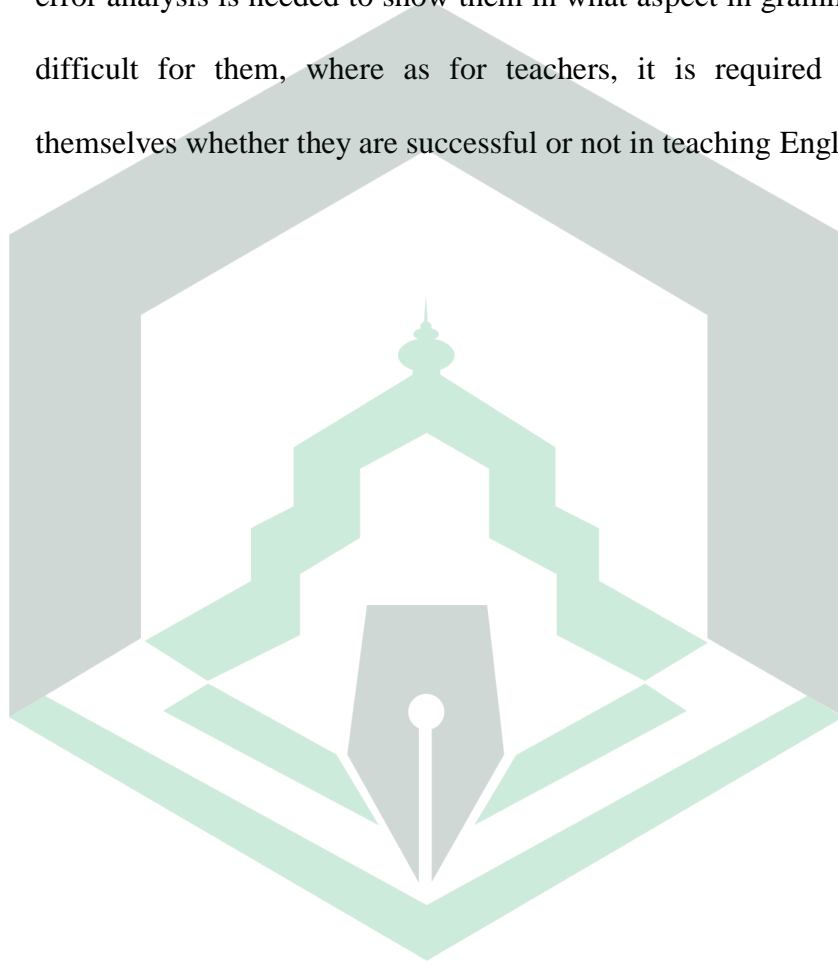 error analysis is needed to show them in what aspect in
difficult for them, where as for teachers, it is required
themselves whether they are successful or not in teaching